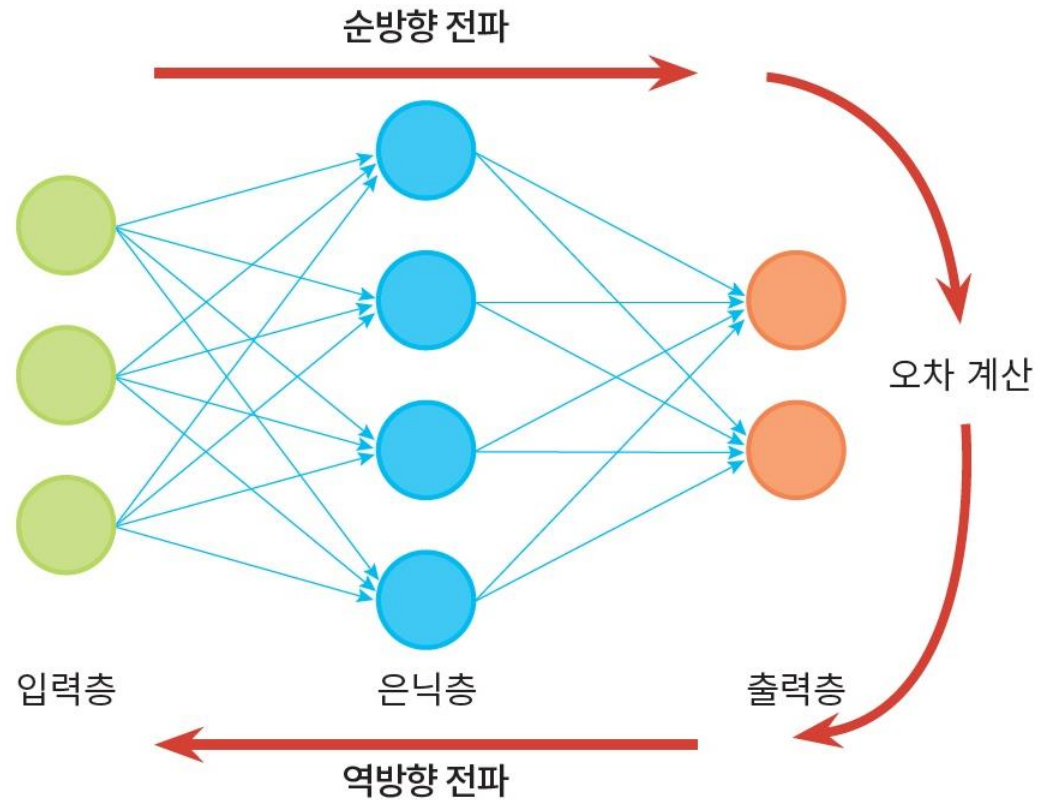 순방향 전파
오차 계산
입력층
은닉층
출력층
역방향 전파